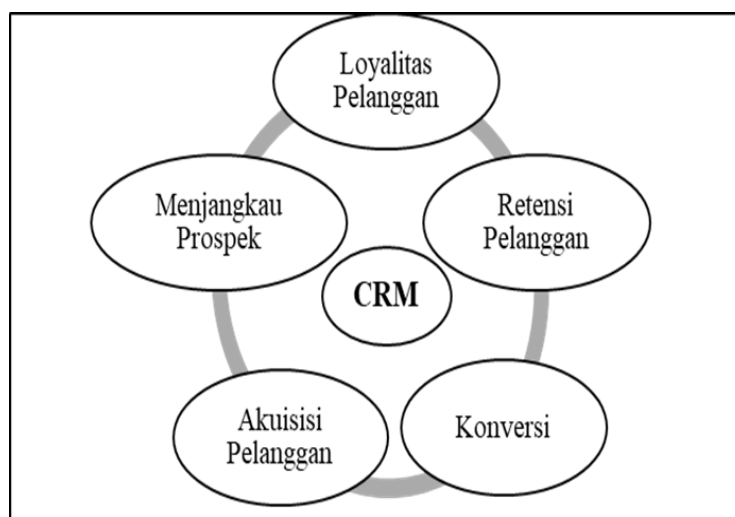 Loyalitas
Pelanggan
Menjangkau
Prospek
Retensi
Pelanggan
CRM
Akuisisi
Pelanggan
Konversi